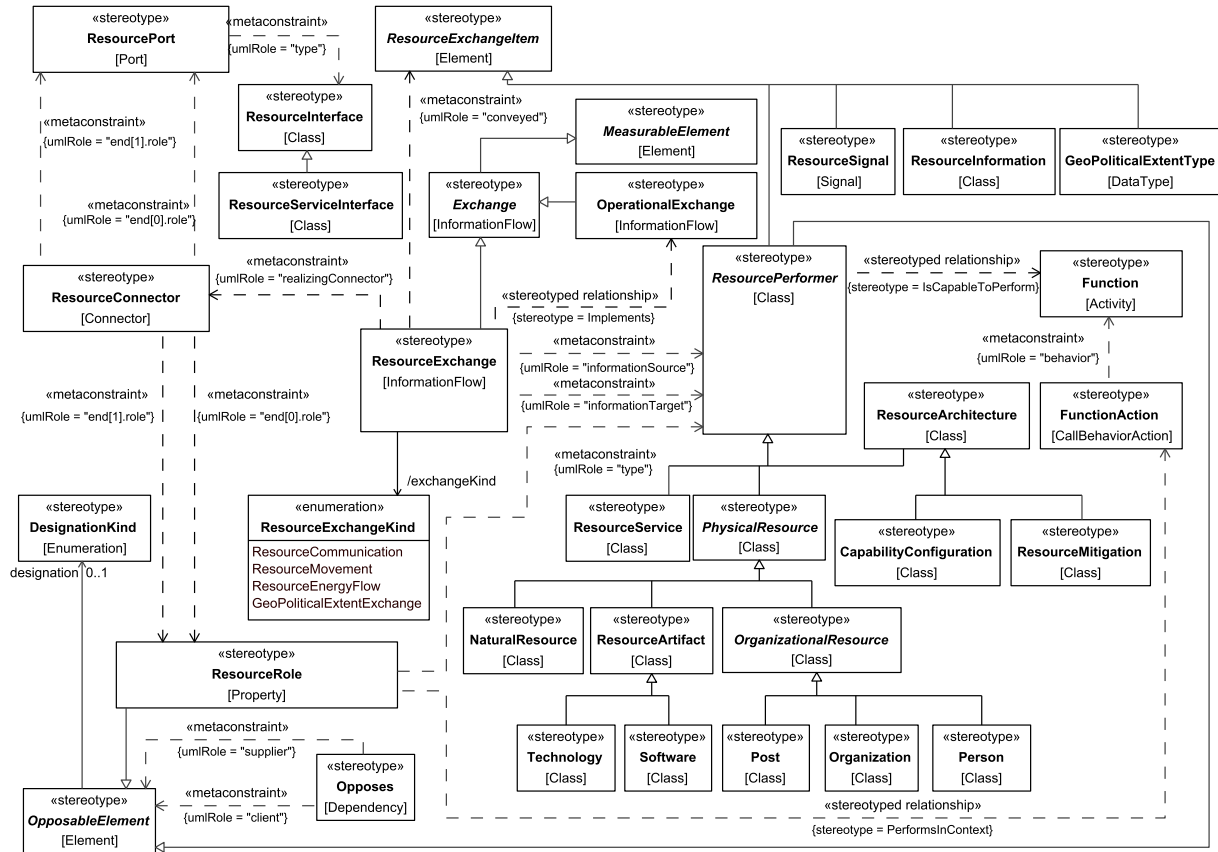 «stereotype»
ResourcePort
[Port]
«metaconstraint»
{umlRole = "type"}
«stereotype»
ResourceExchangeItem
[Element]
«stereotype»
ResourceInterface
[Class]
«metaconstraint»
{umlRole = "conveyed"}
«stereotype»
MeasurableElement
[Element]
«metaconstraint»
{umlRole = "end[1].role"}
«stereotype»
ResourceSignal
[Signal]
«stereotype»
ResourceInformation
[Class]
«stereotype»
GeoPoliticalExtentType
[DataType]
«stereotype»
ResourceServiceInterface
[Class]
«stereotype»
Exchange
[InformationFlow]
«stereotype»
OperationalExchange
[InformationFlow]
«metaconstraint»
{umlRole = "end[0].role"}
«stereotype»
ResourceConnector
[Connector]
«metaconstraint»
{umlRole = "realizingConnector"}
«stereotyped relationship»
{stereotype = Implements}
«stereotype»
ResourcePerformer
[Class]
«stereotyped relationship»
{stereotype = IsCapableToPerform}
«stereotype»
Function
[Activity]
«stereotype»
ResourceExchange
[InformationFlow]
«metaconstraint»
{umlRole = "informationSource"}
«metaconstraint»
{umlRole = "informationTarget"}
«metaconstraint»
{umlRole = "behavior"}
«metaconstraint»
{umlRole = "end[1].role"}
«metaconstraint»
{umlRole = "end[0].role"}
«stereotype»
ResourceArchitecture
[Class]
«stereotype»
FunctionAction
[CallBehaviorAction]
«metaconstraint»
{umlRole = "type"}
/exchangeKind
«stereotype»
DesignationKind
[Enumeration]
designation 0..1
«enumeration»
ResourceExchangeKind
ResourceCommunication
ResourceMovement
ResourceEnergyFlow
GeoPoliticalExtentExchange
«stereotype»
ResourceService
[Class]
«stereotype»
PhysicalResource
[Class]
«stereotype»
CapabilityConfiguration
[Class]
«stereotype»
ResourceMitigation
[Class]
«stereotype»
NaturalResource
[Class]
«stereotype»
ResourceArtifact
[Class]
«stereotype»
OrganizationalResource
[Class]
«stereotype»
ResourceRole
[Property]
«metaconstraint»
{umlRole = "supplier"}
«stereotype»
Technology
[Class]
«stereotype»
Software
[Class]
«stereotype»
Post
[Class]
«stereotype»
Organization
[Class]
«stereotype»
Person
[Class]
«stereotype»
Opposes
[Dependency]
«metaconstraint»
{umlRole = "client"}
«stereotype»
OpposableElement
[Element]
«stereotyped relationship»
{stereotype = PerformsInContext}